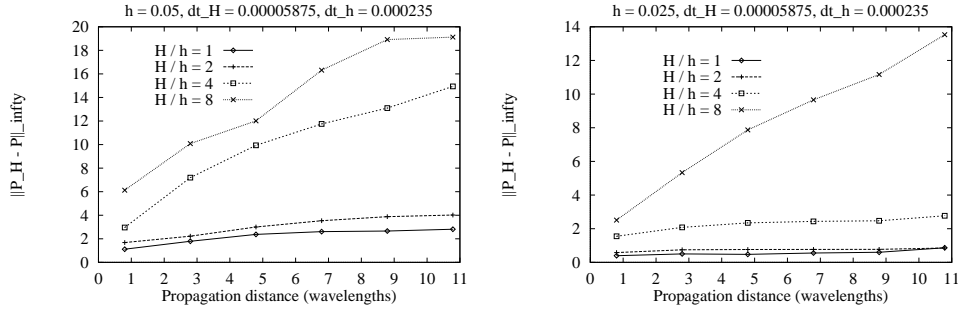 h = 0.05, dt_H = 0.00005875, dt_h = 0.000235
||P_H - P||_infty
20
18
16
14
12
10
8
6
4
2
0
H / h = 1
H / h = 2
H / h = 4
H / h = 8
0 1 2 3 4 5 6 7 8 9 10 11
Propagation distance (wavelengths)
h = 0.025, dt_H = 0.00005875, dt_h = 0.000235
||P_H - P||_infty
14
12
10
8
6
4
2
0
H / h = 1
H / h = 2
H / h = 4
H / h = 8
0 1 2 3 4 5 6 7 8 9 10 11
Propagation distance (wavelengths)